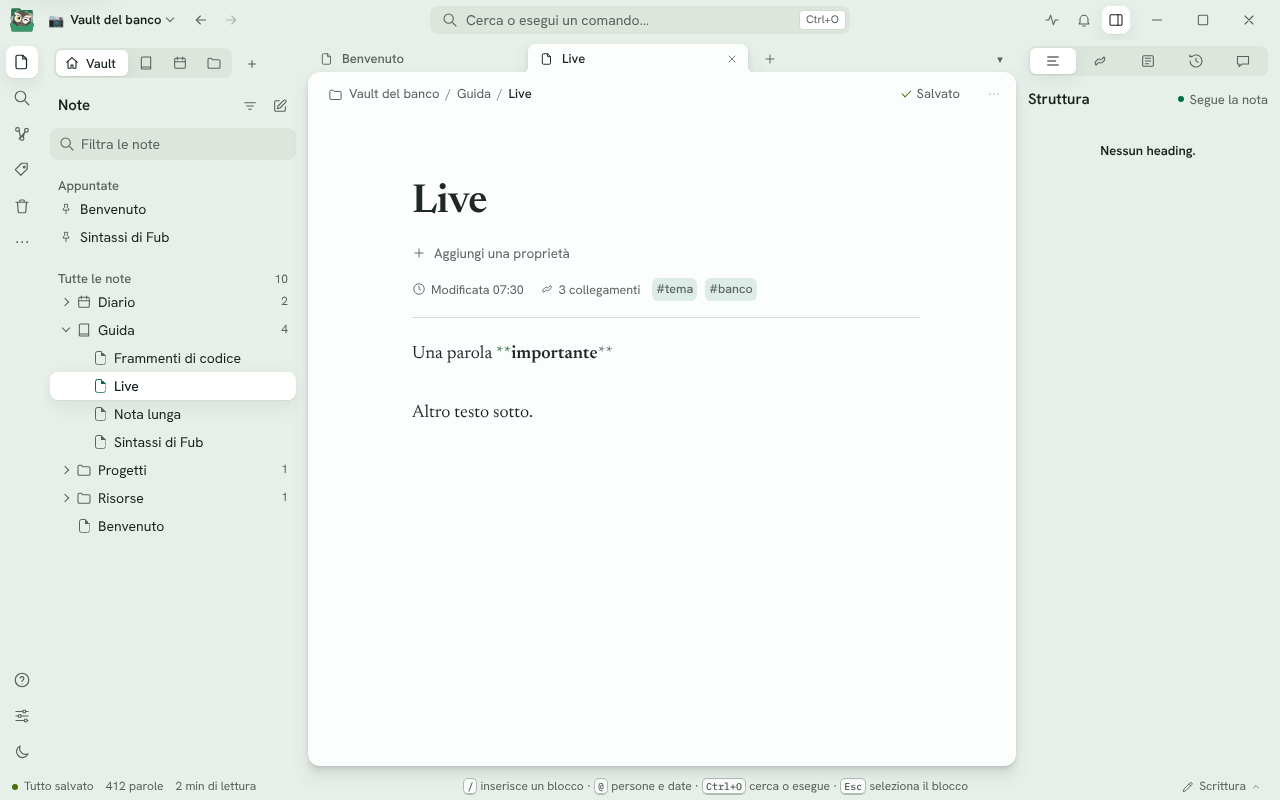 Vault del banco
Cerca o esegui un comando…
Ctrl+O
Vault
Benvenuto
Live
Note
Filtra le note
Appuntate
Benvenuto
Sintassi di Fub
Tutte le note 10
Diario 2
Guida 4
Frammenti di codice
Live
Nota lunga
Sintassi di Fub
Progetti 1
Risorse 1
Benvenuto
Vault del banco / Guida / Live
Salvato
Live
Aggiungi una proprietà
Modificata 07:30 3 collegamenti #tema #banco
Una parola **importante**
Altro testo sotto.
Struttura
Segue la nota
Nessun heading.
Tutto salvato 412 parole 2 min di lettura
/ inserisce un blocco · @ persone e date · Ctrl+O cerca o esegue · Esc seleziona il blocco
Scrittura